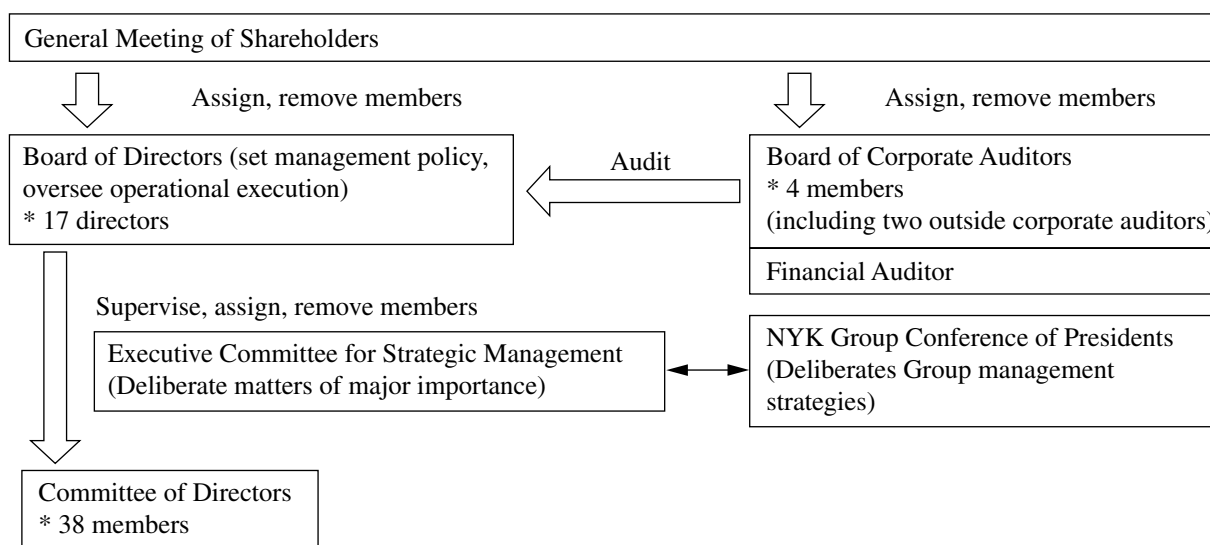 General Meeting of Shareholders
Assign, remove members
Assign, remove members
Board of Directors (set management policy,
oversee operational execution)
* 17 directors
Audit
Board of Corporate Auditors
* 4 members
(including two outside corporate auditors)
Financial Auditor
Supervise, assign, remove members
Executive Committee for Strategic Management
(Deliberate matters of major importance)
NYK Group Conference of Presidents
(Deliberates Group management
strategies)
Committee of Directors
* 38 members